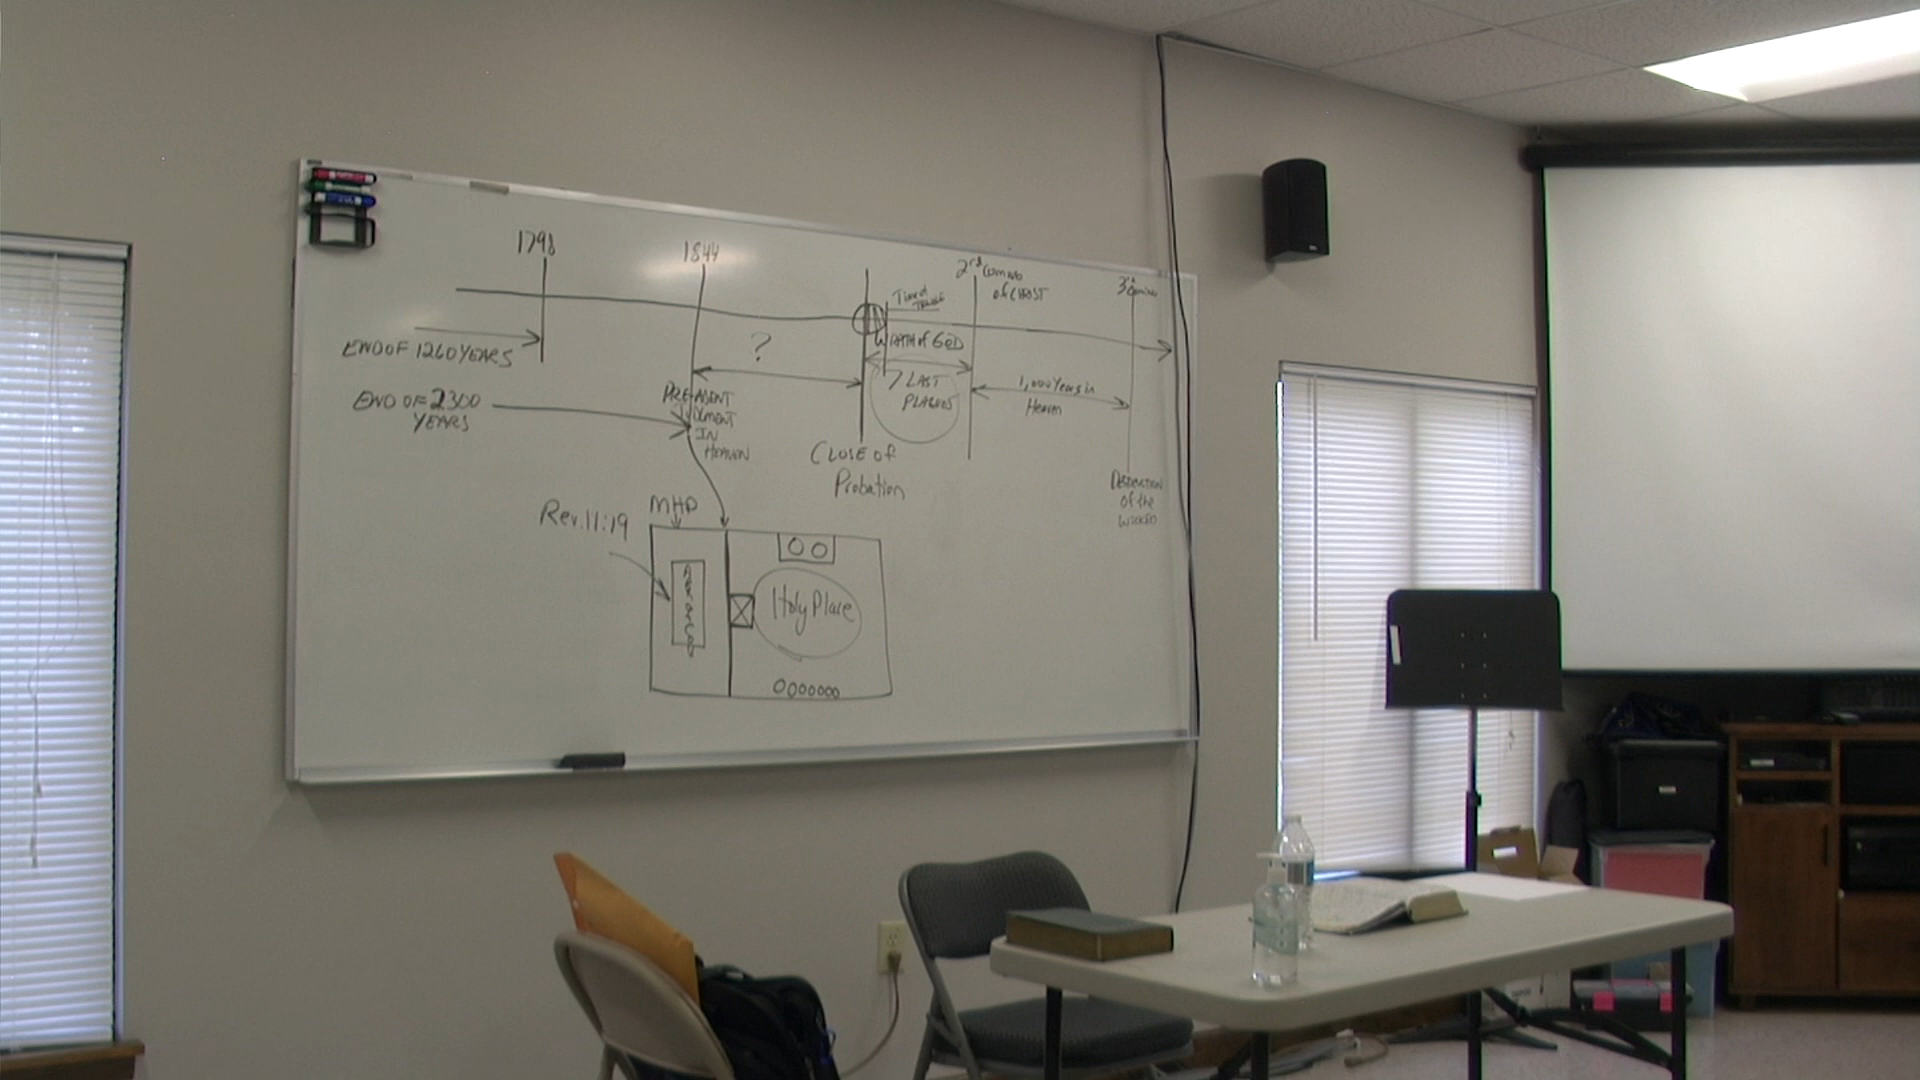 1798
1844
2nd Coming
of CHRIST
3rd Coming
Time of
Trouble
END OF 1260 YEARS
?
WRATH of GOD
7 LAST
PLAGUES
1,000 Years in
Heaven
END OF 2300
YEARS
PRE-ADVENT
JUDGMENT
IN
HEAVEN
CLOSE of
Probation
of the
WICKED
Rev. 11:19
MHP
Holy Place